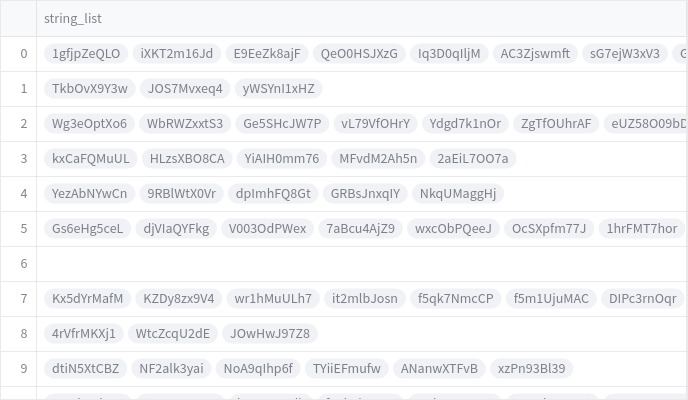 string_list
0 1gfjpZeQLO iXKT2m16Jd E9EeZk8ajF QeO0HSJXzG Iq3D0qIljM AC3Zjswmft sG7ejW3xV3
1 TkbOvX9Y3w JOS7Mvxeq4 yWSYnI1xHZ
2 Wg3eOptXo6 WbRWZxxtS3 Ge5SHcJW7P vL79VfOHrY Ydgd7k1nOr ZgTfOUhrAF eUZ58O09bD
3 kxCaFQMuUL HLzsXBO8CA YiAIH0mm76 MFvdM2Ah5n 2aEiL7OO7a
4 YezAbNYwCn 9RBlWtX0Vr dpImhFQ8Gt GRBsJnxqIY NkqUMaggHj
5 Gs6eHg5ceL djVIaQYFkg V003OdPWex 7aBcu4AjZ9 wxcObPQeeJ OcSXpfm77J 1hrFMT7hor
6
7 Kx5dYrMafM KZDy8zx9V4 wr1hMuULh7 it2mlbJosn f5qk7NmcCP f5m1UjuMAC DIPc3rnOqr
8 4rVfrMKXj1 WtcZcqU2dE JOwHwJ97Z8
9 dtiN5XtCBZ NF2alk3yai NoA9qIhp6f TYiiEFmufw ANanwXTFvB xzPn93Bl39